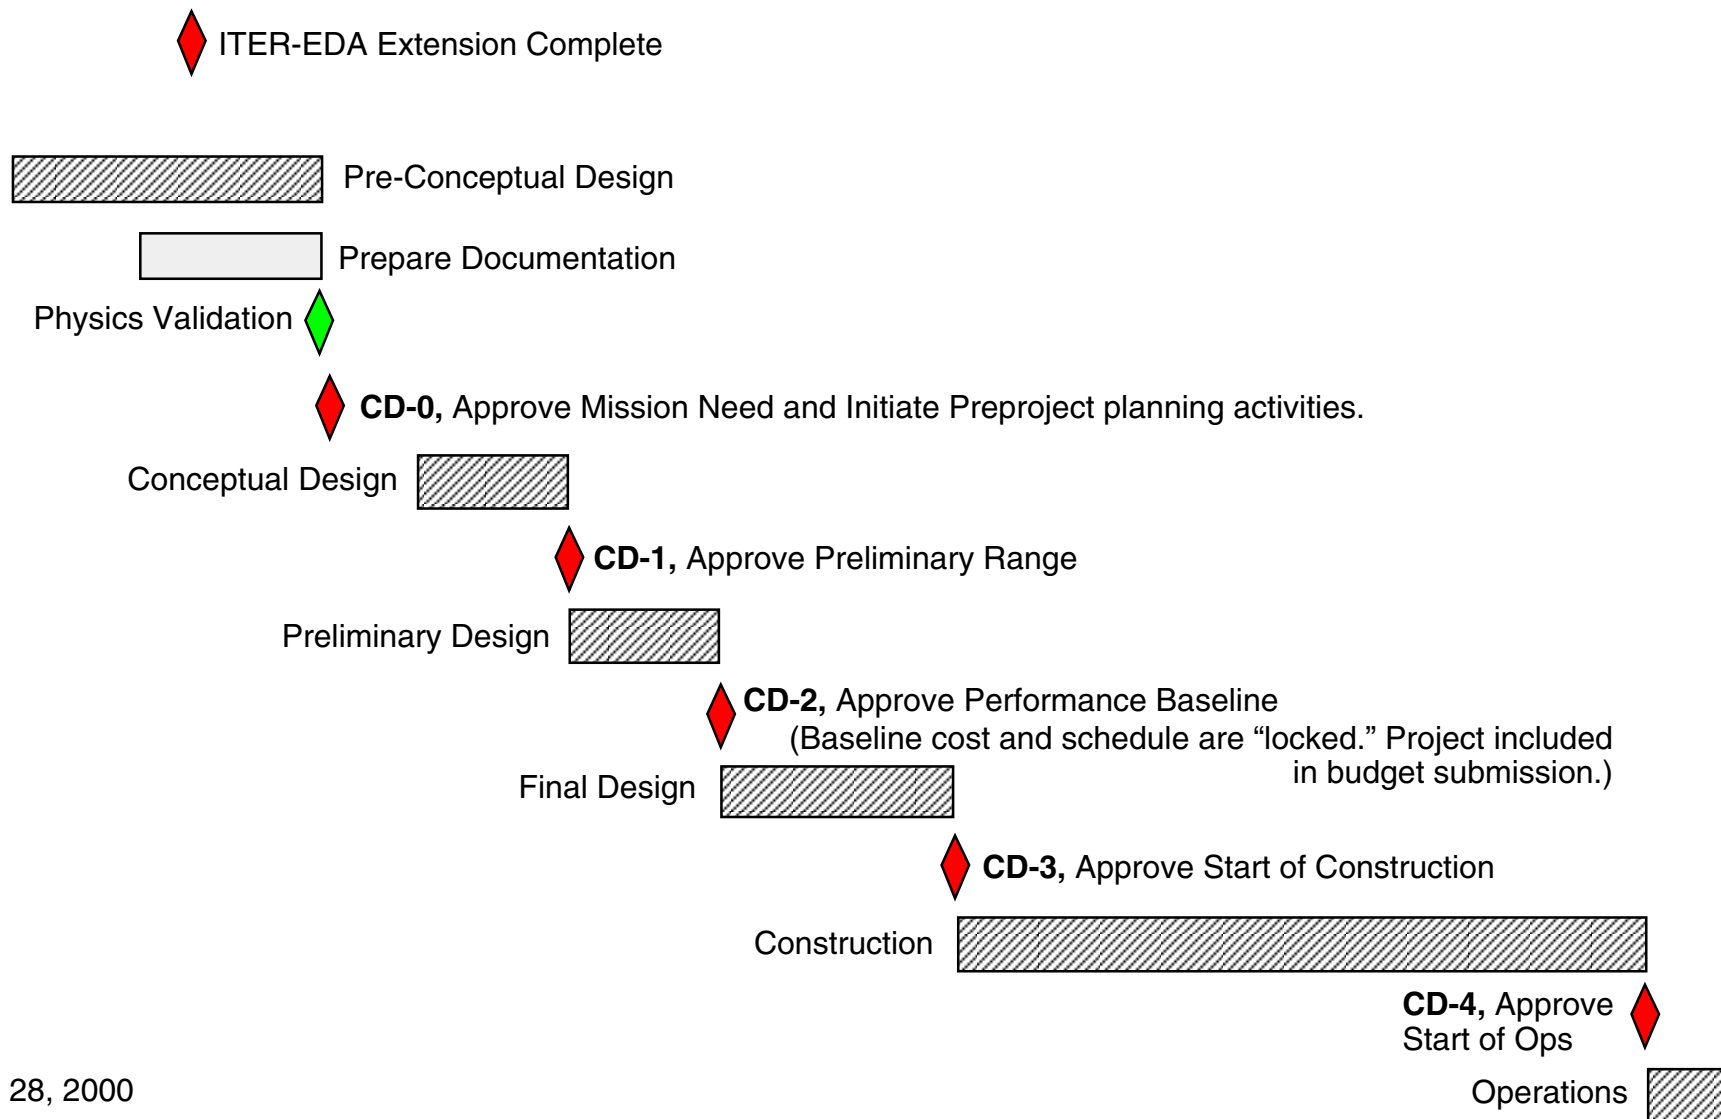 ITER-EDA Extension Complete
Pre-Conceptual Design
Prepare Documentation
Physics Validation
CD-0, Approve Mission Need and Initiate Preproject planning activities.
Conceptual Design
CD-1, Approve Preliminary Range
Preliminary Design
CD-2, Approve Performance Baseline
(Baseline cost and schedule are “locked.” Project included
in budget submission.)
Final Design
CD-3, Approve Start of Construction
Construction
CD-4, Approve
Start of Ops
28, 2000
Operations